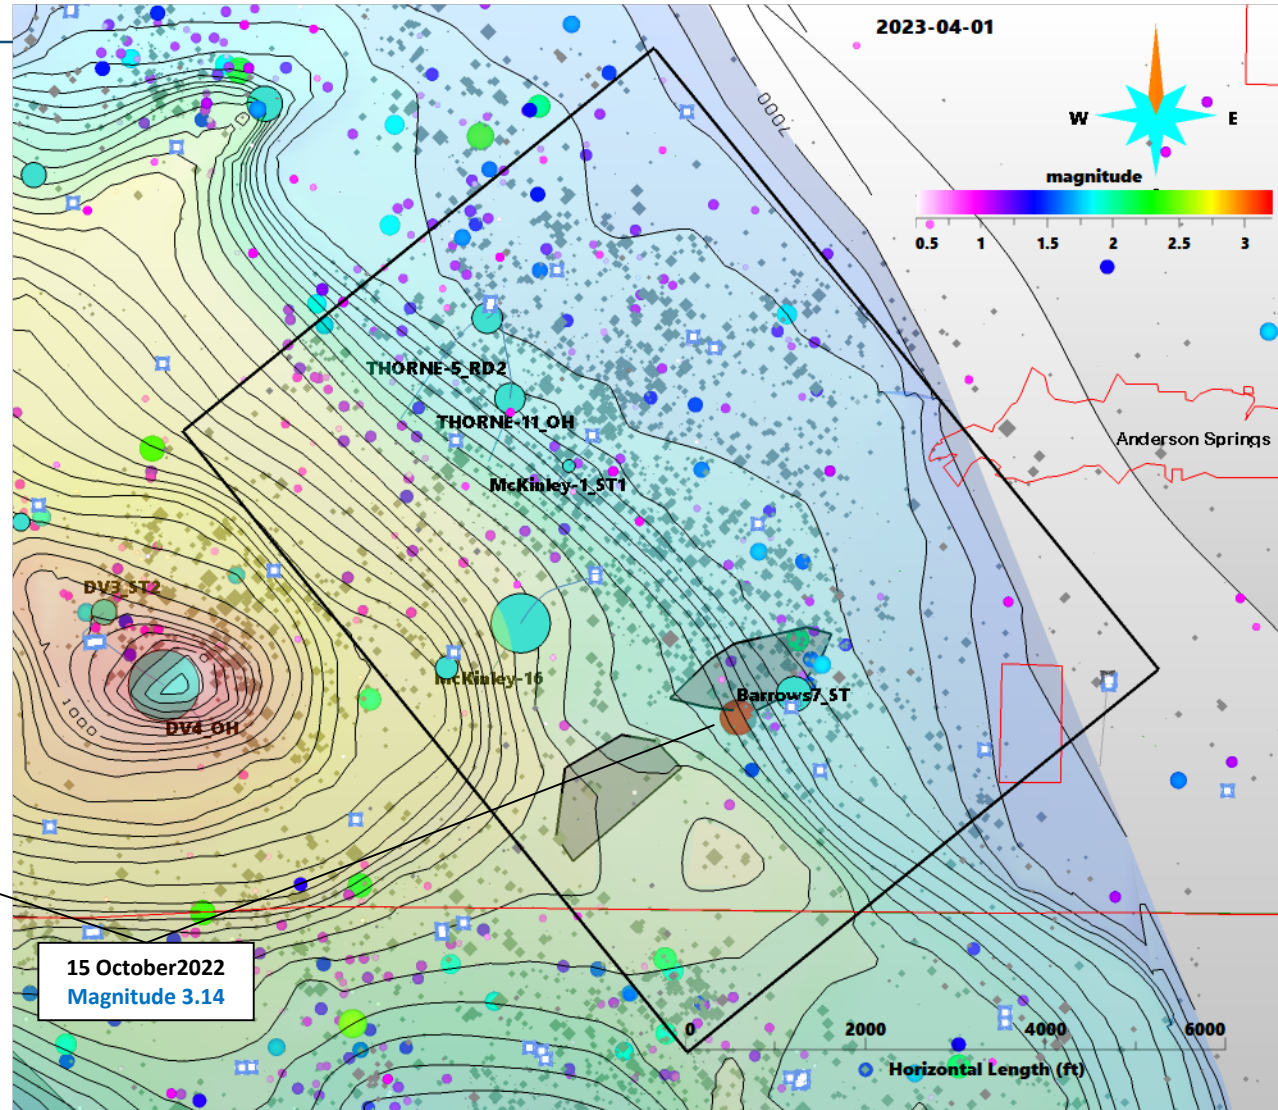 2023-04-01
7000
W E
magnitude
0.5 1 1.5 2 2.5 3
THORNE-5_RD2
THORNE-11_OH
Anderson Springs
McKinley-1_ST1
DV3_ST2
McKinley-16
Barrows7_ST
1000
DV4_OH
15 October2022
Magnitude 3.14
0 2000 4000 6000
Horizontal Length (ft)